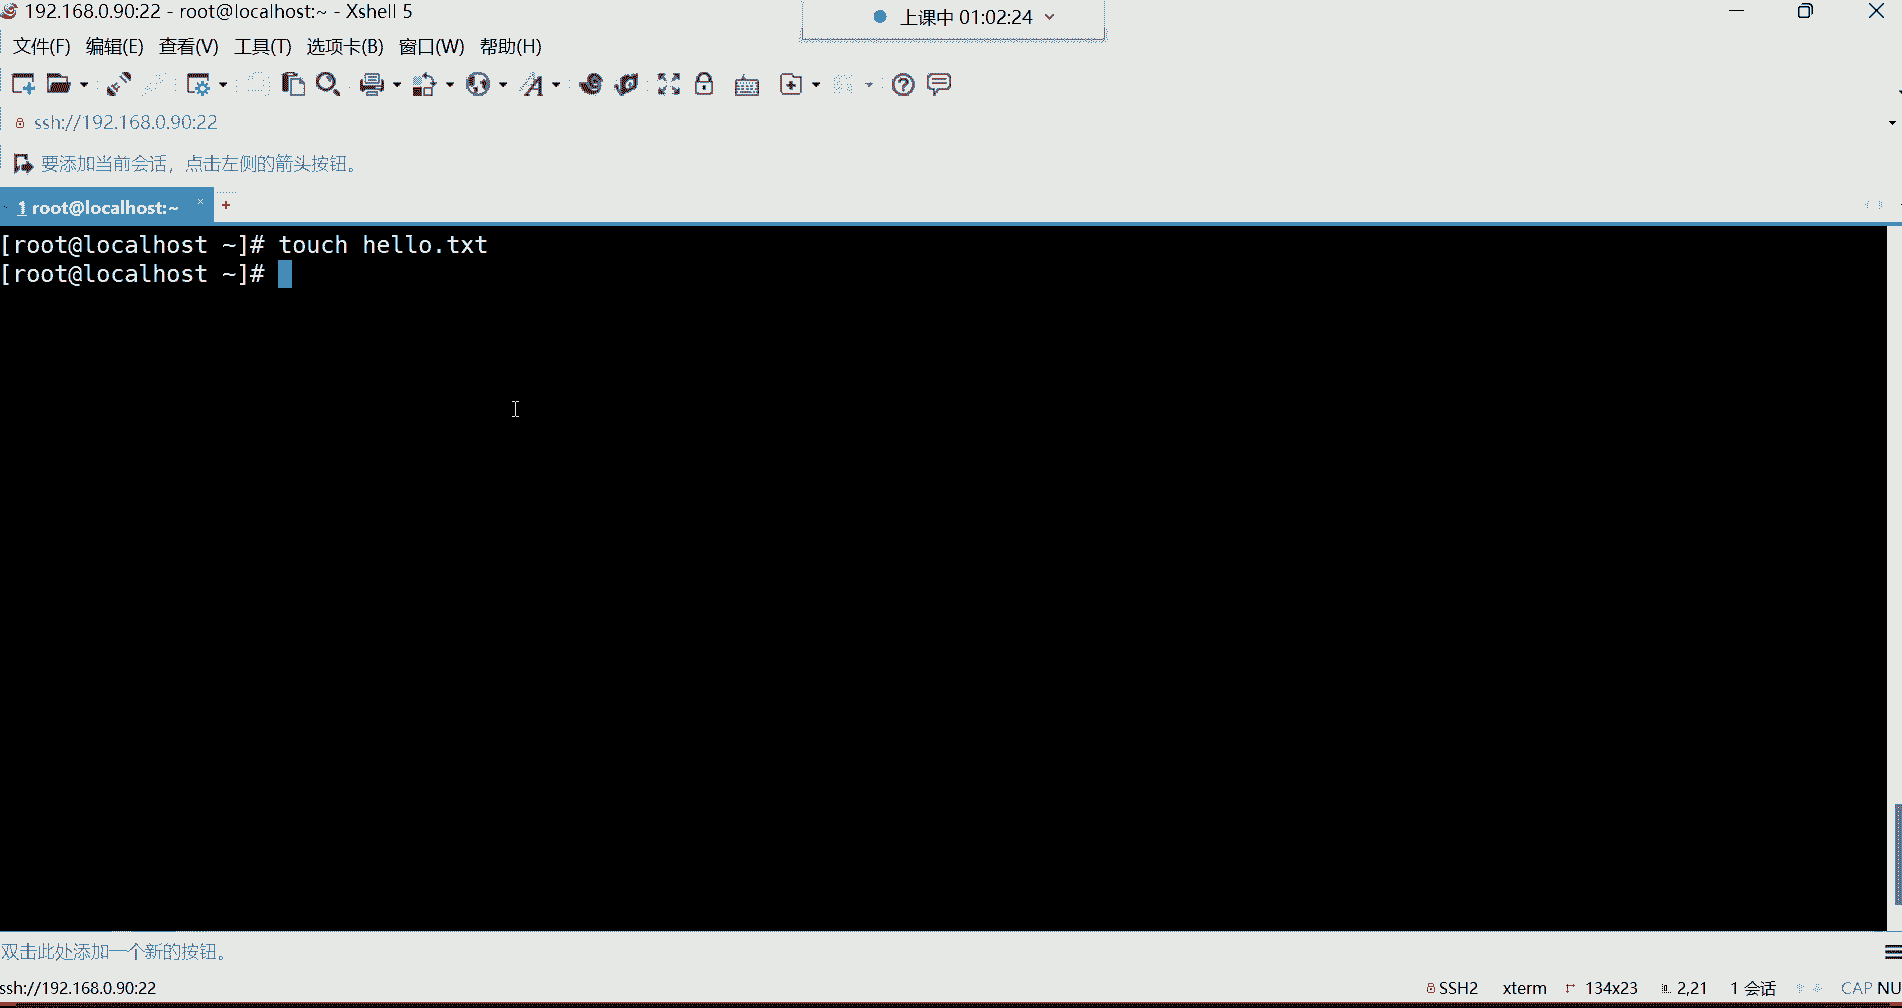 192.168.0.90:22 - root@localhost:~ - Xshell 5
上课中 01:02:24
文件(F) 编辑(E) 查看(V) 工具(T) 选项卡(B) 窗口(W) 帮助(H)
ssh://192.168.0.90:22
要添加当前会话，点击左侧的箭头按钮。
1 root@localhost:~ × +
[root@localhost ~]# touch hello.txt
[root@localhost ~]#
双击此处添加一个新的按钮。
ssh://192.168.0.90:22 SSH2 xterm 134x23 2,21 1 会话 CAP NU